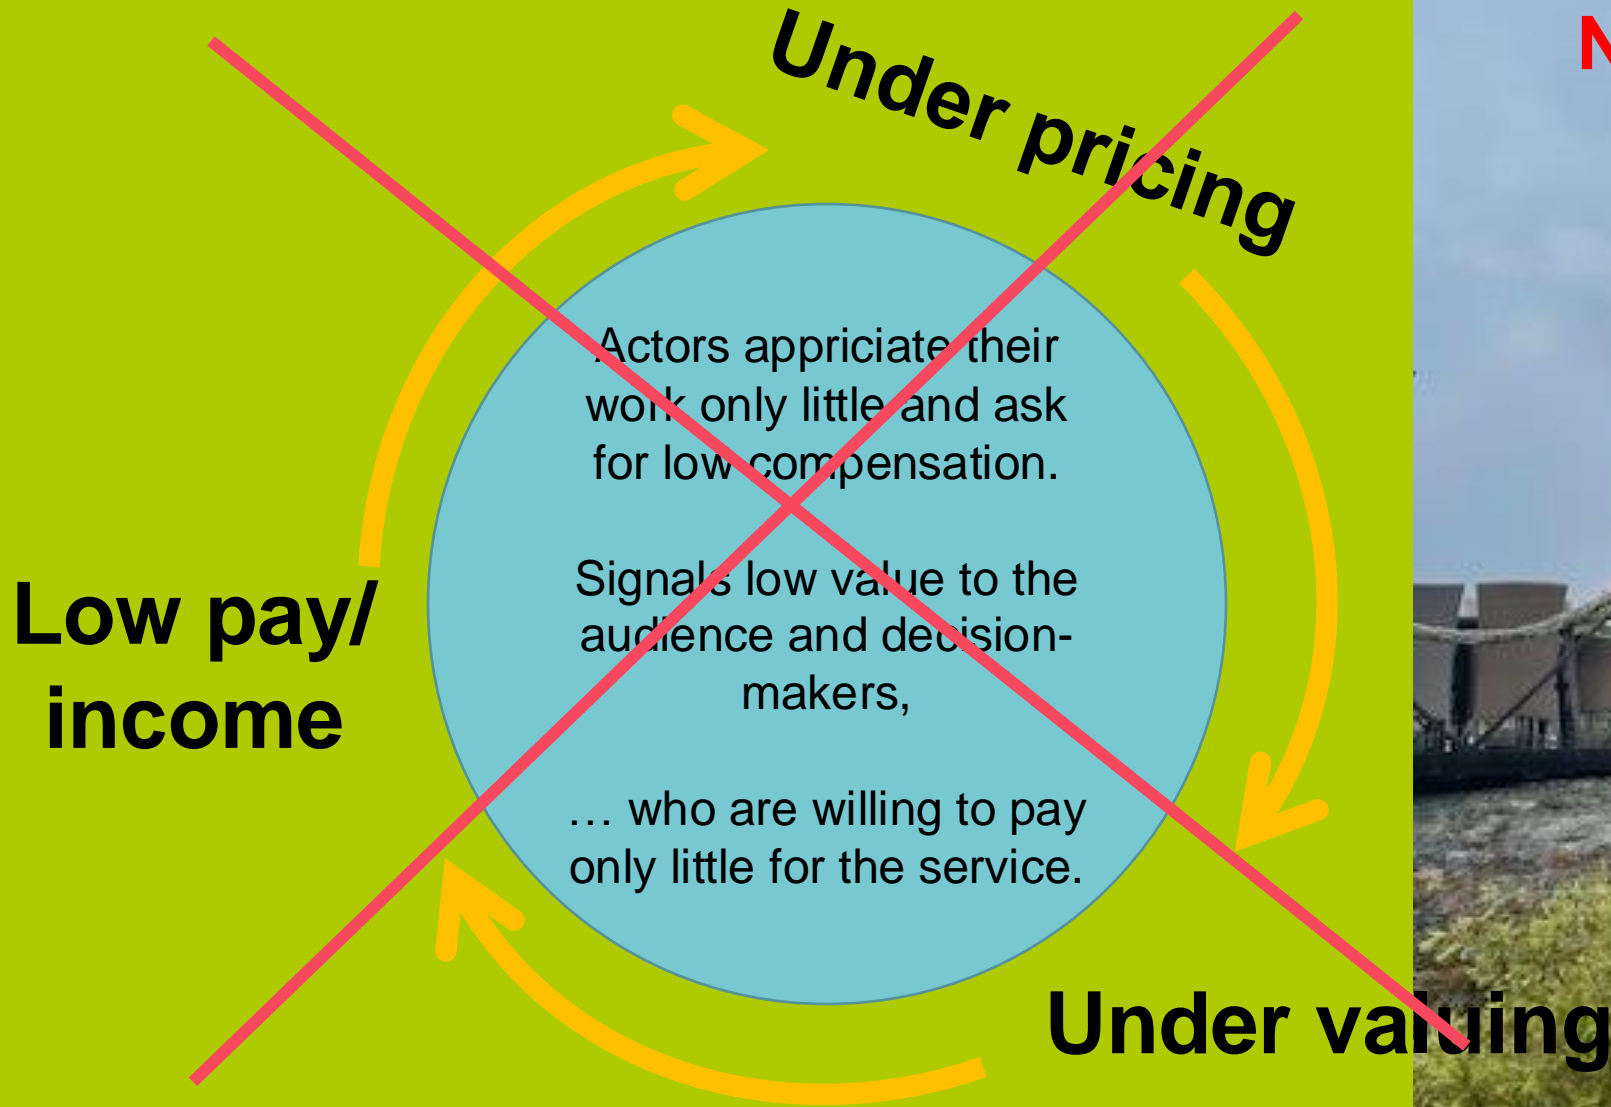 Under pricing
N
Actors appriciate their
work only little and ask
for low compensation.
Signals low value to the
audience and decision-
makers,
… who are willing to pay
only little for the service.
Low pay/
income
Under valuing